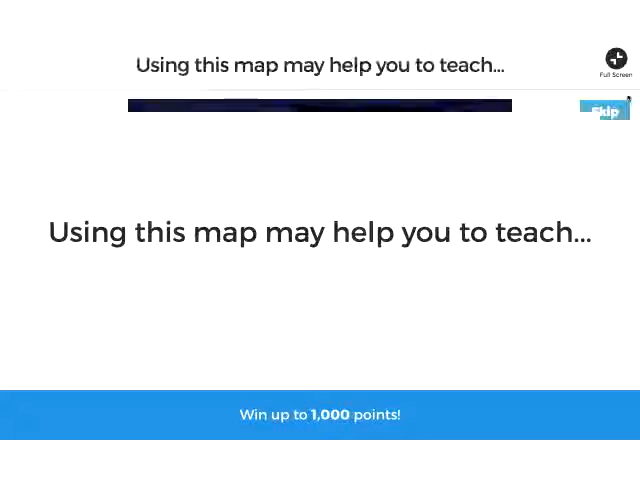 Using this map may help you to teach...
Full Screen
Skip
Using this map may help you to teach...
Win up to 1,000 points!